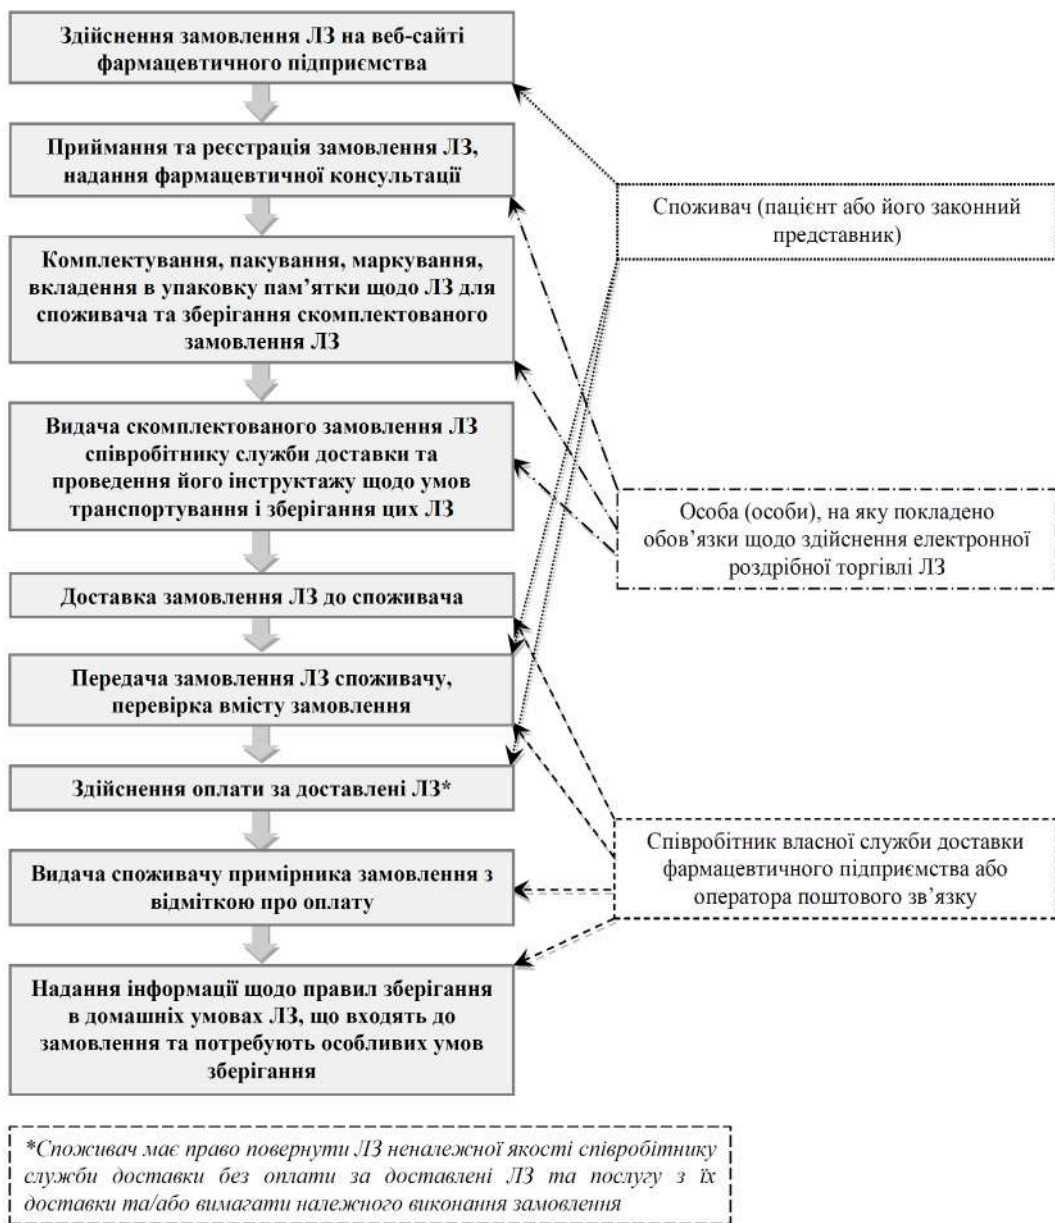 Здійснення замовлення ЛЗ на веб-сайті
фармацевтичного підприємства
Приймання та реєстрація замовлення ЛЗ,
надання фармацевтичної консультації
Комплектування, пакування, маркування,
вкладення в упаковку пам’ятки щодо ЛЗ для
споживача та зберігання скомплектованого
замовлення ЛЗ
Видача скомплектованого замовлення ЛЗ
співробітнику служби доставки та
проведення його інструктажу щодо умов
транспортування і зберігання цих ЛЗ
Доставка замовлення ЛЗ до споживача
Передача замовлення ЛЗ споживачу,
перевірка вмісту замовлення
Здійснення оплати за доставлені ЛЗ*
Видача споживачу примірника замовлення з
відміткою про оплату
Надання інформації щодо правил зберігання
в домашніх умовах ЛЗ, що входять до
замовлення та потребують особливих умов
зберігання
Споживач (пацієнт або його законний
представник)
Особа (особи), на яку покладено
обов’язки щодо здійснення електронної
роздрібної торгівлі ЛЗ
Співробітник власної служби доставки
фармацевтичного підприємства або
оператора поштового зв’язку
*Споживач має право повернути ЛЗ неналежної якості співробітнику
служби доставки без оплати за доставлені ЛЗ та послугу з їх
доставки та/або вимагати належного виконання замовлення